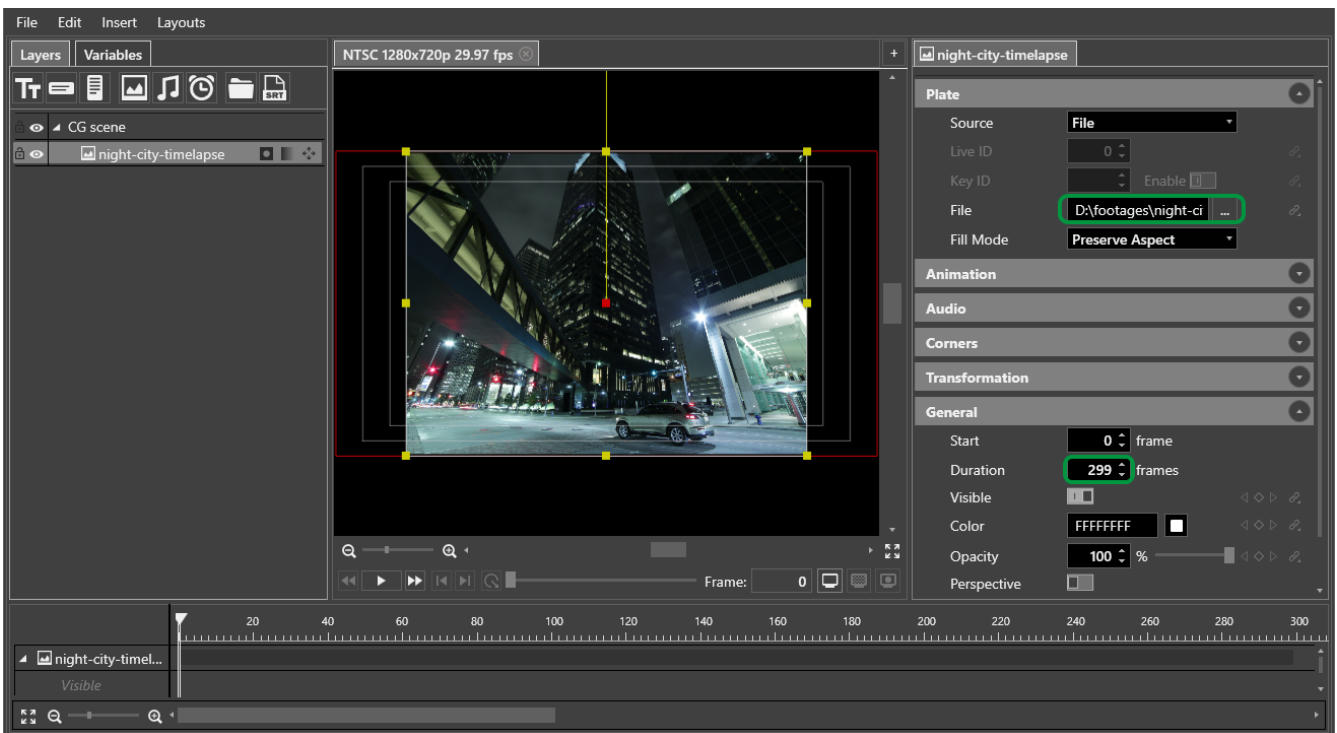 File Edit Insert Layouts
Layers Variables
SRT
CG scene
night-city-timelapse
NTSC 1280x720p 29.97 fps
+
Frame: 0
night-city-timelapse
Plate
Source File
Live ID 0
Key ID Enable
File D:\footages\night-ci ...
Fill Mode Preserve Aspect
Animation
Audio
Corners
Transformation
General
Start 0 frame
Duration 299 frames
Visible
Color FFFFFFFF
Opacity 100 %
Perspective
20 40 60 80 100 120 140 160 180 200 220 240 260 280 300
night-city-timel...
Visible